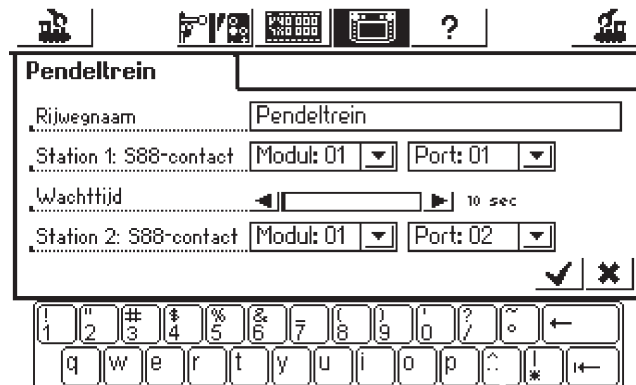 ?
Pendeltrein
Rijwegnaam Pendeltrein
Station 1: S88-contact Modul: 01 Port: 01
Wachttijd 10 sec
Station 2: S88-contact Modul: 01 Port: 02
! 1 " 2 # 3 $ 4 % 5 & 6 = 7 ( 8 ) 9 ' 0 ? / ~ ° ←
q w e r t y u i o p ^ ¨ ! *